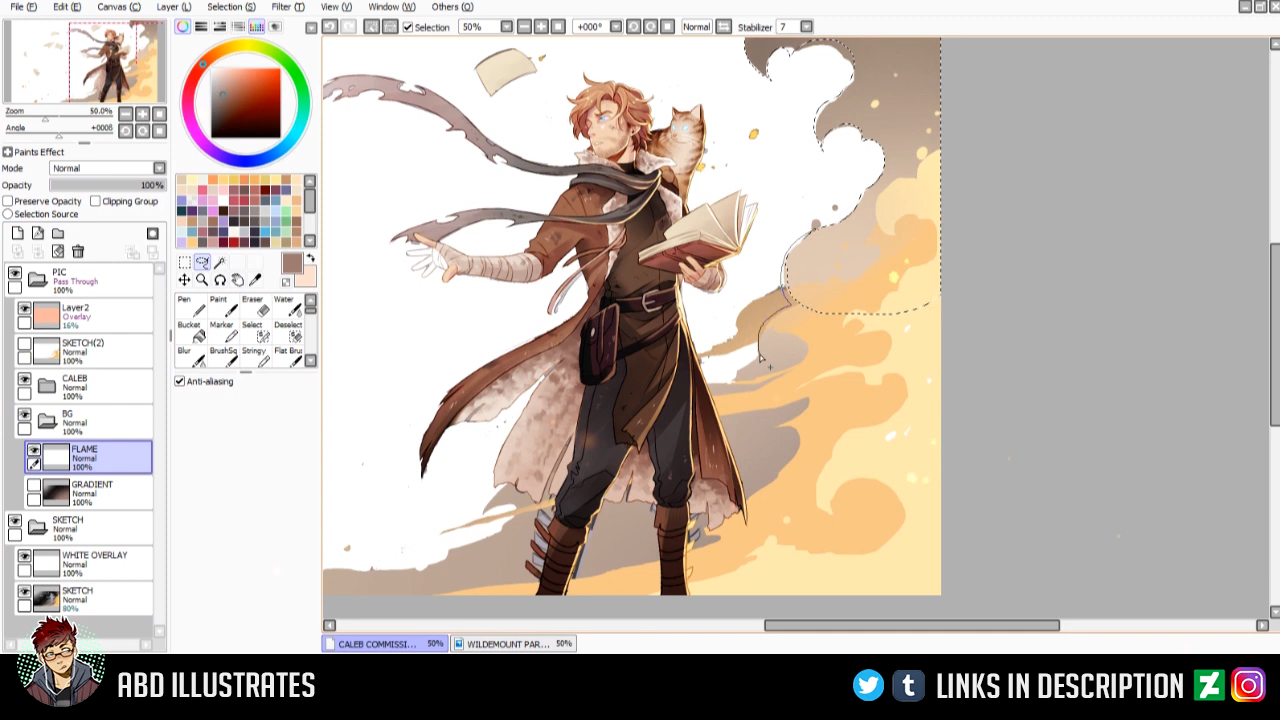 File (F) Edit (E) Canvas (C) Layer (L) Selection (S) Filter (T) View (V) Window (W) Others (O)
Selection 50% +000° Normal Stabilizer 7
Zoom 50.0%
Angle +000ß
Paints Effect
Mode Normal
Opacity 100%
Preserve Opacity Clipping Group
Selection Source
PIC
Pass Through
100%
Layer2
Overlay
16%
SKETCH(2)
Normal
100%
CALEB
Normal
100%
BG
Normal
100%
FLAME
Normal
100%
GRADIENT
Normal
100%
SKETCH
Normal
100%
WHITE OVERLAY
Normal
100%
SKETCH
Normal
80%
Pen Paint Eraser Water
Bucket Marker Select Deselect
Blur BrushSq Stringy Flat Brus
Anti-aliasing
CALEB COMMISSI... 50% WILDEMOUNT PAR... 50%
ABD ILLUSTRATES
LINKS IN DESCRIPTION